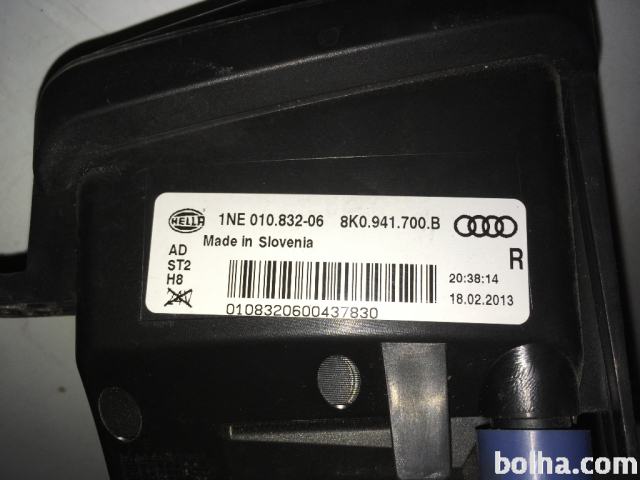 HELLA 1NE 010.832-06 8K0.941.700.B
Made in Slovenia
AD
ST2
H8
24V
R
20:38:14
18.02.2013
0108320600437830
bolha.com